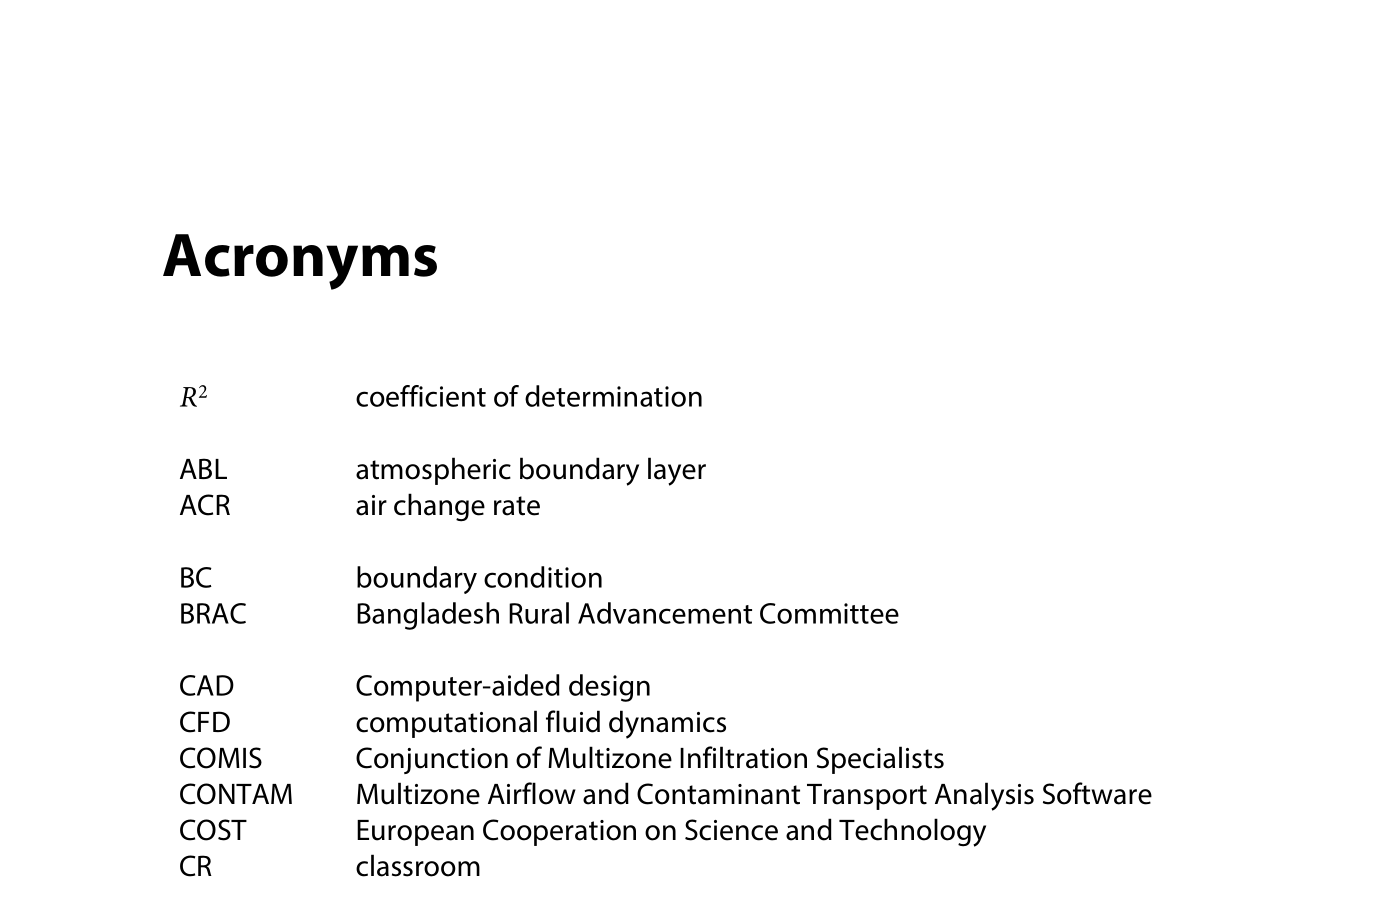 Acronyms
R² coefficient of determination
ABL atmospheric boundary layer
ACR air change rate
BC boundary condition
BRAC Bangladesh Rural Advancement Committee
CAD Computer-aided design
CFD computational fluid dynamics
COMIS Conjunction of Multizone Infiltration Specialists
CONTAM Multizone Airflow and Contaminant Transport Analysis Software
COST European Cooperation on Science and Technology
CR classroom